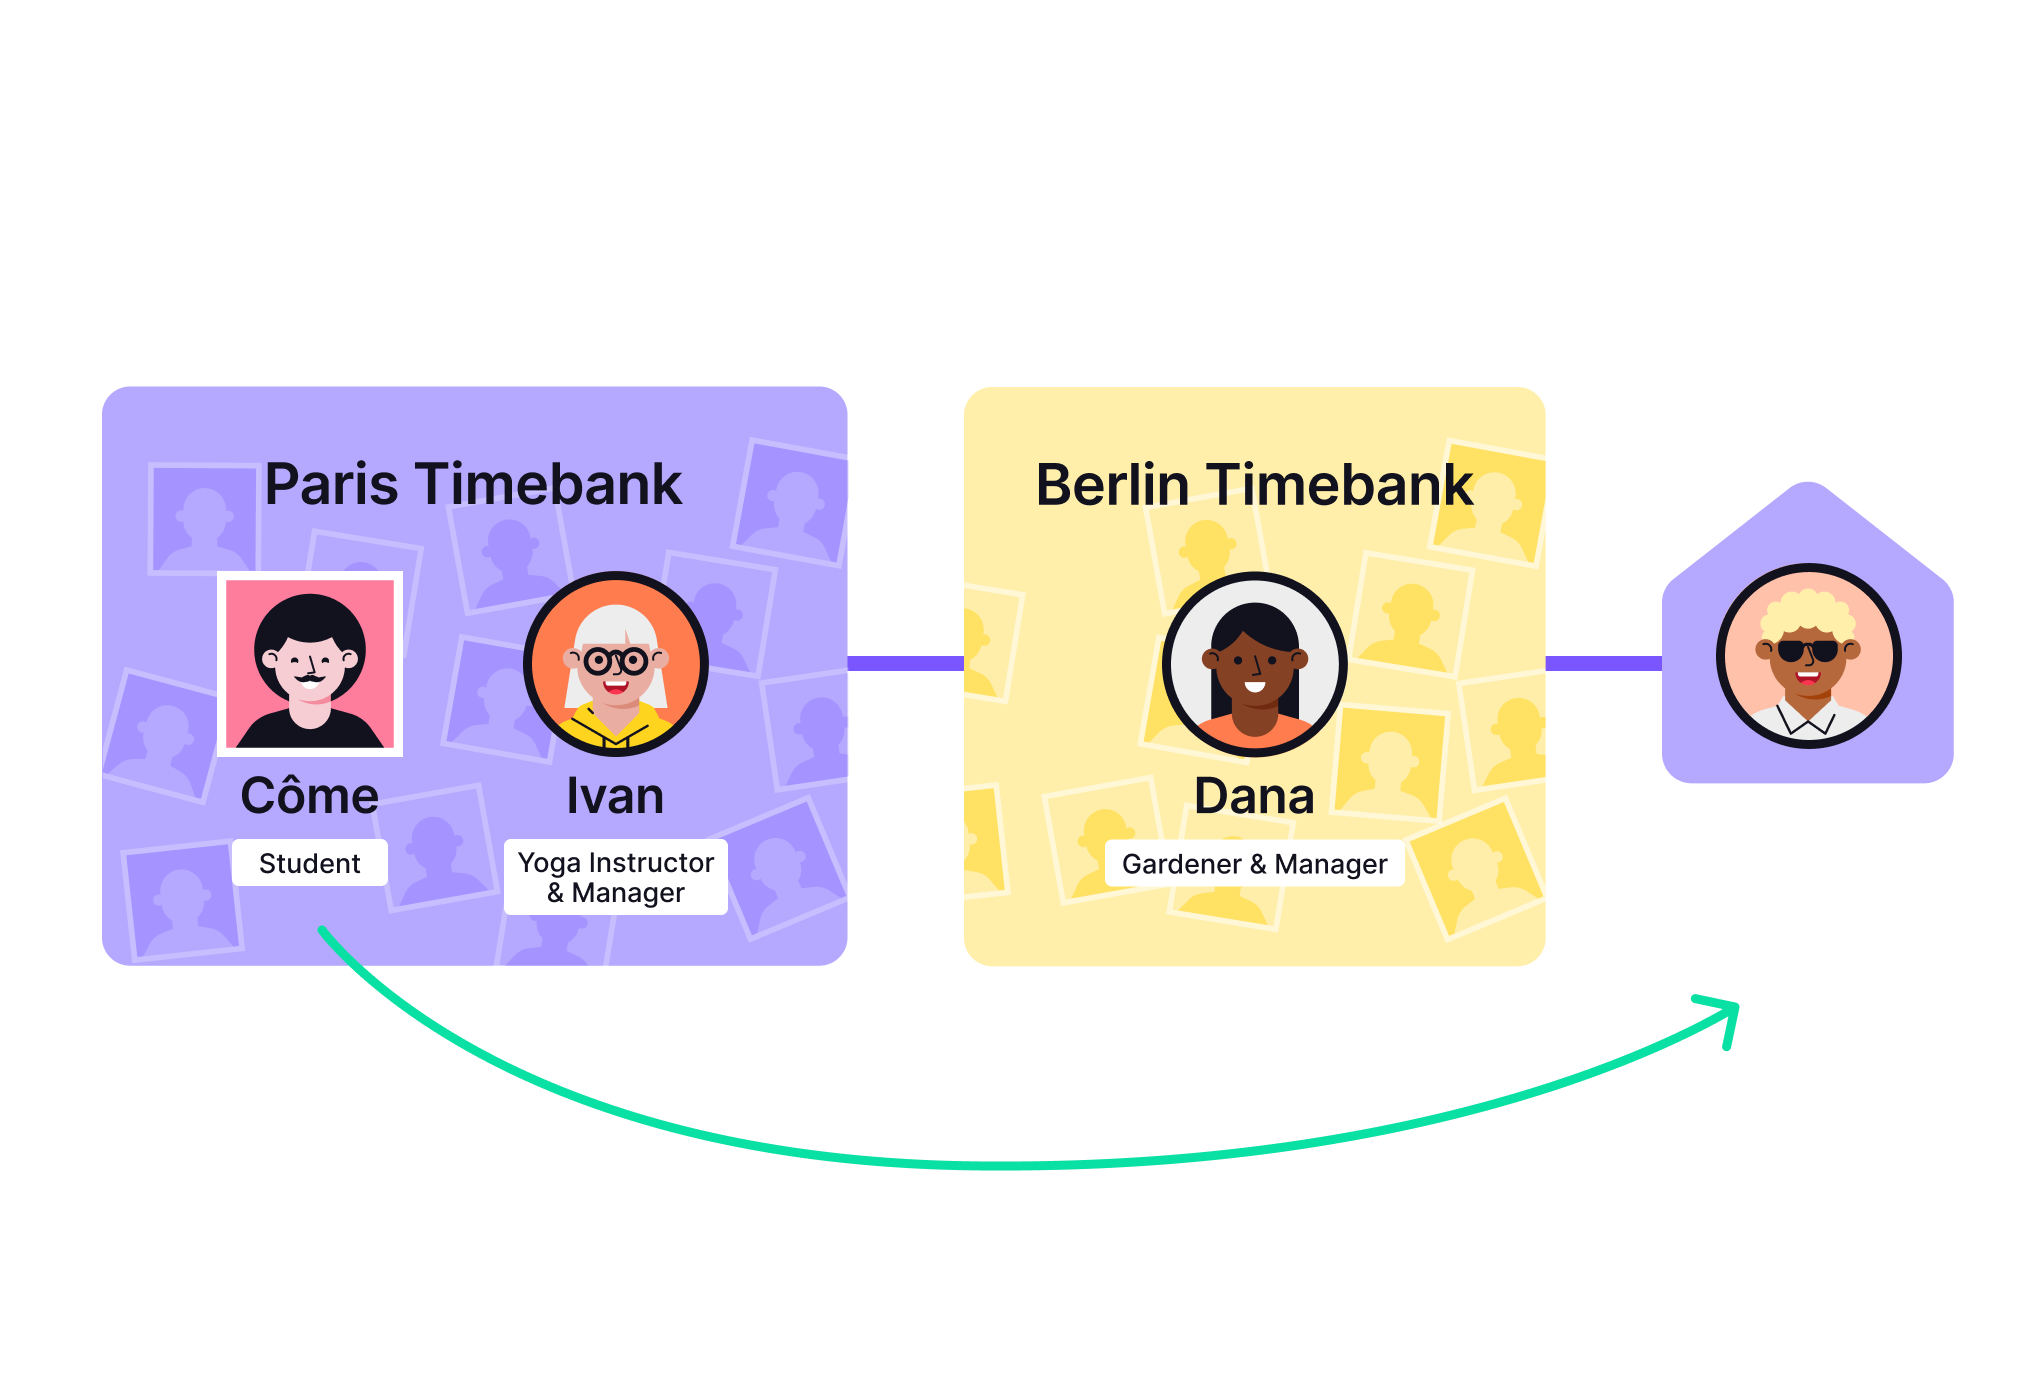 Paris Timebank
Côme
Student
Ivan
Yoga Instructor
& Manager
Berlin Timebank
Dana
Gardener & Manager